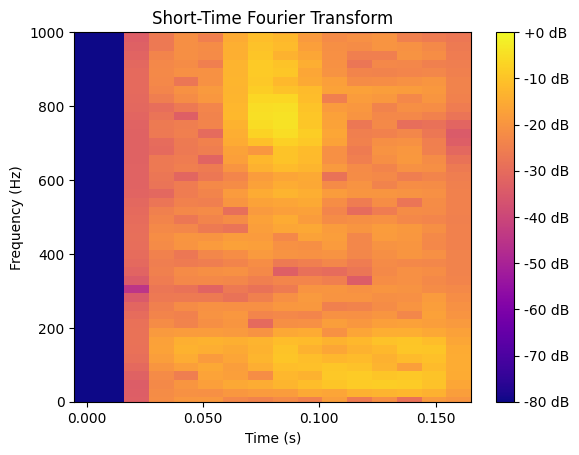 Short-Time Fourier Transform
Frequency (Hz)
1000
800
600
400
200
0
0.000
0.050
0.100
0.150
Time (s)
+0 dB
-10 dB
-20 dB
-30 dB
-40 dB
-50 dB
-60 dB
-70 dB
-80 dB